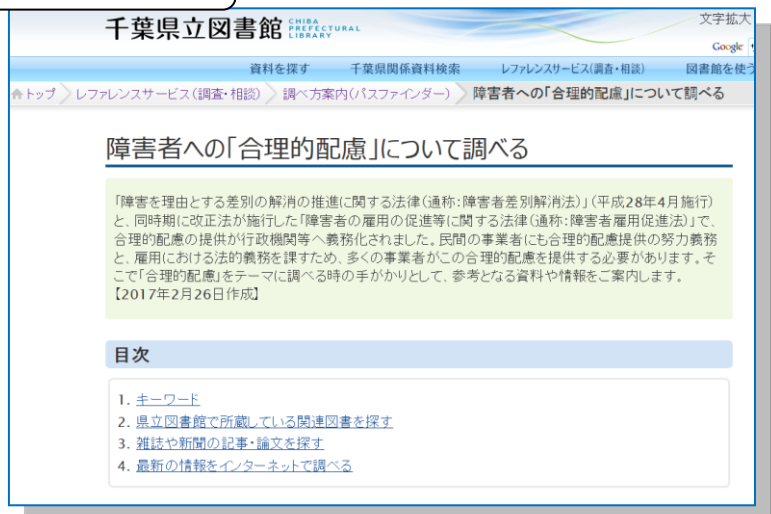 千葉県立図書館 CHIBA PREFECTURAL LIBRARY
文字拡大
Google
資料を探す 千葉県関係資料検索 レファレンスサービス(調査・相談) 図書館を使う
トップ レファレンスサービス(調査・相談) 調べ方案内(パスファインダー) 障害者への「合理的配慮」について調べる
障害者への「合理的配慮」について調べる
「障害を理由とする差別の解消の推進に関する法律(通称:障害者差別解消法)」(平成28年4月施行)
と、同時期に改正法が施行した「障害者の雇用の促進等に関する法律(通称:障害者雇用促進法)」で、
合理的配慮の提供が行政機関等へ義務化されました。民間の事業者にも合理的配慮提供の努力義務
と、雇用における法的義務を課すため、多くの事業者がこの合理的配慮を提供する必要があります。そ
こで「合理的配慮」をテーマに調べる時の手がかりとして、参考となる資料や情報をご案内します。
【2017年2月26日作成】
目次
1. キーワード
2. 県立図書館で所蔵している関連図書を探す
3. 雑誌や新聞の記事・論文を探す
4. 最新の情報をインターネットで調べる